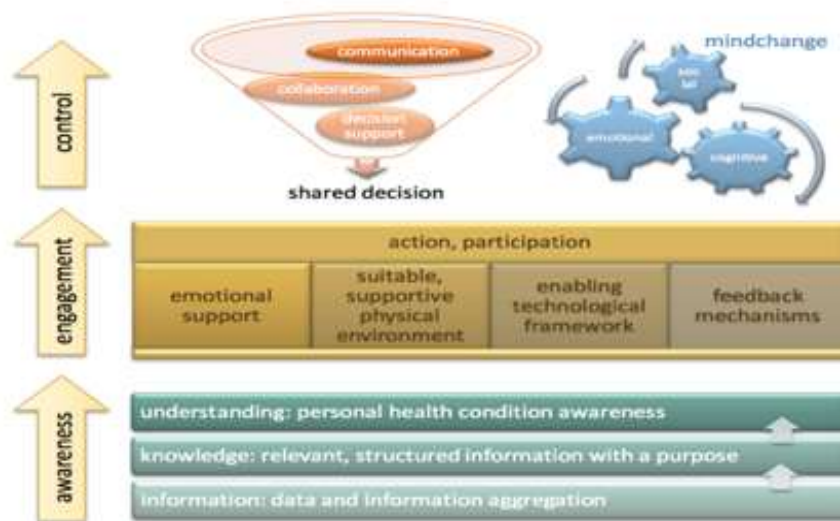 control
communication
collaboration
decision
support
shared decision
mindchange
emotional
cognitive
engagement
action, participation
emotional
support
suitable,
supportive
physical
environment
enabling
technological
framework
feedback
mechanisms
awareness
understanding: personal health condition awareness
knowledge: relevant, structured information with a purpose
information: data and information aggregation